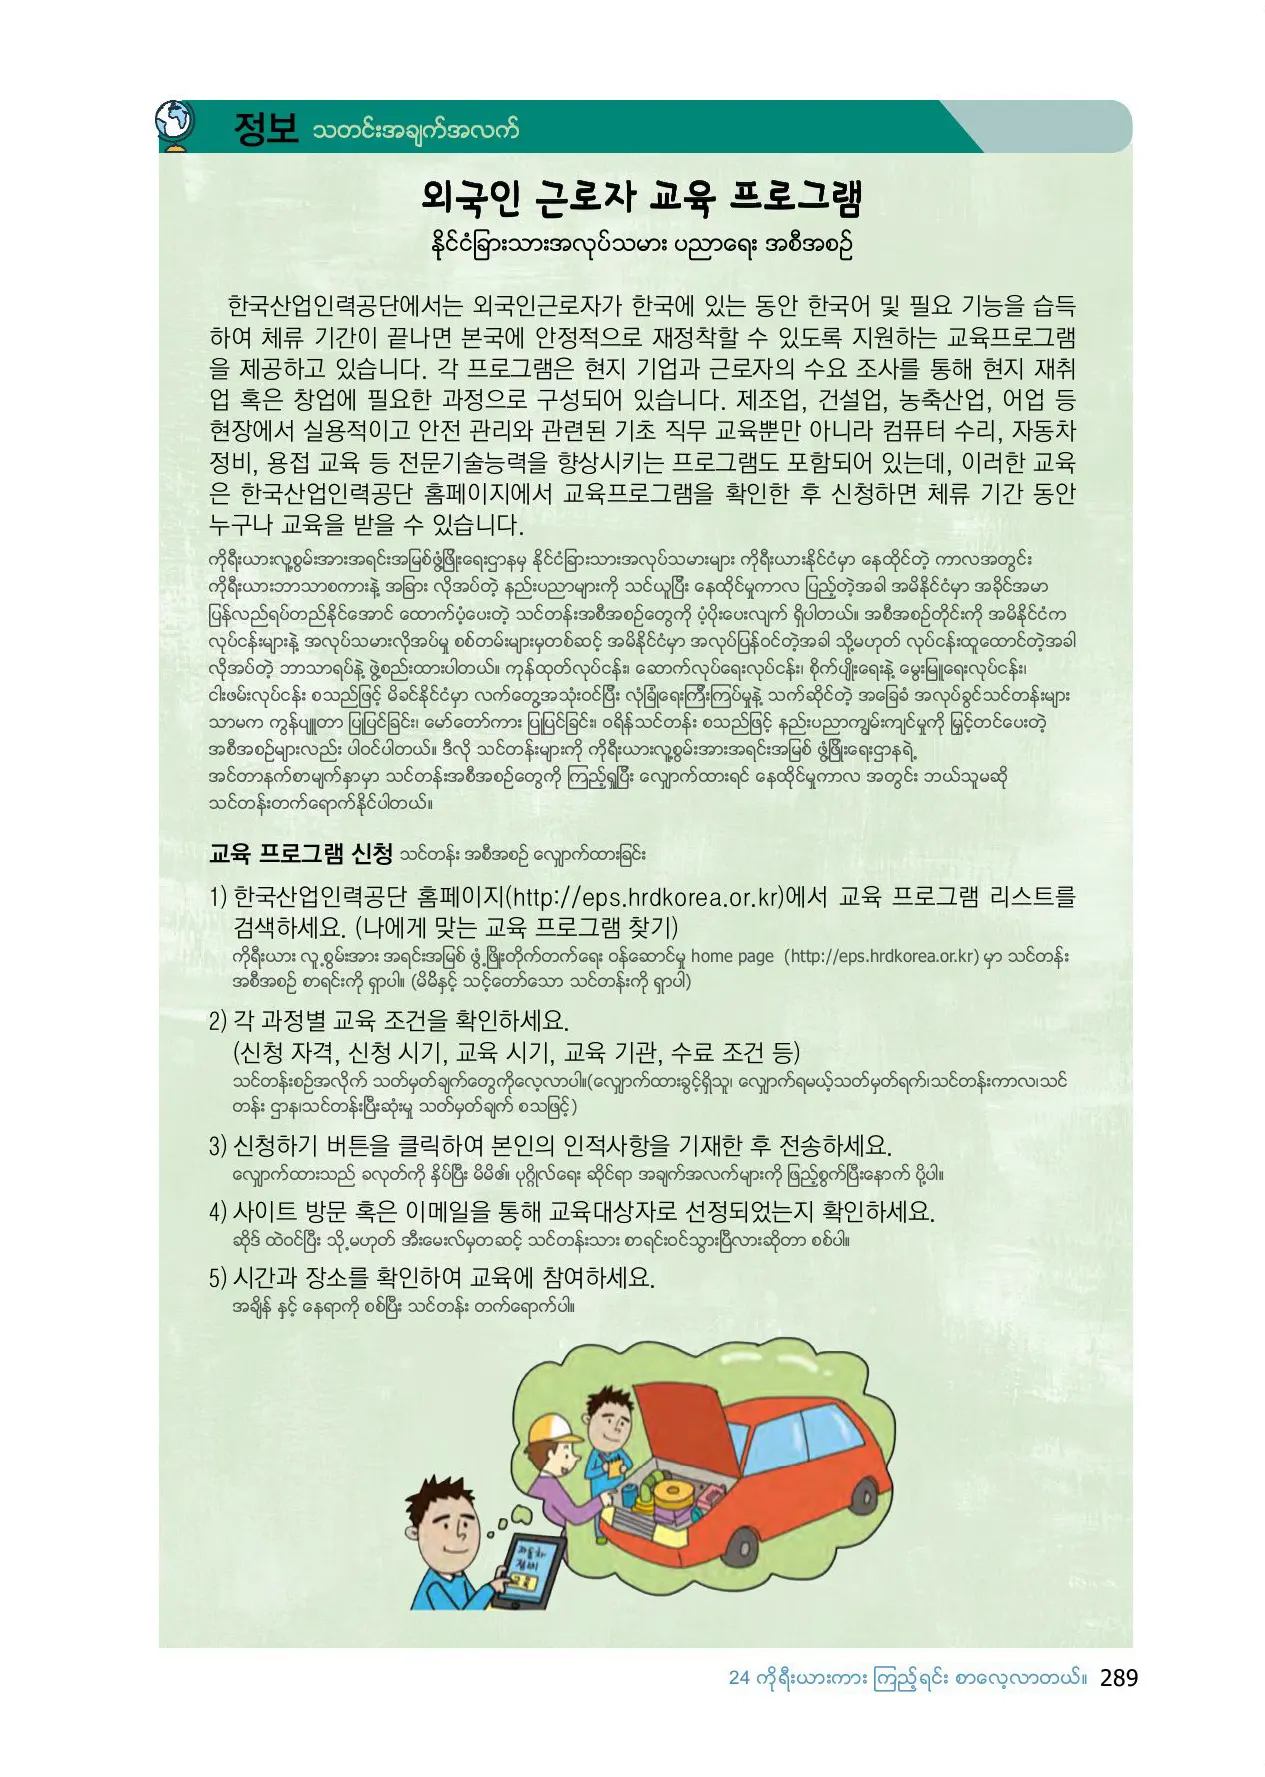 정보 သတင်းအချက်အလက်
외국인 근로자 교육 프로그램
နိုင်ငံခြားသားအလုပ်သမား ပညာရေး အစီအစဉ်
한국산업인력공단에서는 외국인근로자가 한국에 있는 동안 한국어 및 필요 기능을 습득
하여 체류 기간이 끝나면 본국에 안정적으로 재정착할 수 있도록 지원하는 교육프로그램
을 제공하고 있습니다. 각 프로그램은 현지 기업과 근로자의 수요 조사를 통해 현지 재취
업 혹은 창업에 필요한 과정으로 구성되어 있습니다. 제조업, 건설업, 농축산업, 어업 등
현장에서 실용적이고 안전 관리와 관련된 기초 직무 교육뿐만 아니라 컴퓨터 수리, 자동차
정비, 용접 교육 등 전문기술능력을 향상시키는 프로그램도 포함되어 있는데, 이러한 교육
은 한국산업인력공단 홈페이지에서 교육프로그램을 확인한 후 신청하면 체류 기간 동안
누구나 교육을 받을 수 있습니다.
ကိုရီးယားလူ့စွမ်းအားအရင်းအမြစ်ဖွံ့ဖြိုးရေးဌာနမှ နိုင်ငံခြားသားအလုပ်သမားများ ကိုရီးယားနိုင်ငံမှာ နေထိုင်တဲ့ ကာလအတွင်း
ကိုရီးယားဘာသာစကားနဲ့ အခြား လိုအပ်တဲ့ နည်းပညာများကို သင်ယူပြီး နေထိုင်မှုကာလ ပြည့်တဲ့အခါ အမိနိုင်ငံမှာ အခိုင်အမာ
ပြန်လည်ရပ်တည်နိုင်အောင် ထောက်ပံ့ပေးတဲ့ သင်တန်းအစီအစဉ်တွေကို ပံ့ပိုးပေးလျက် ရှိပါတယ်။ အစီအစဉ်တိုင်းကို အမိနိုင်ငံက
လုပ်ငန်းများနဲ့ အလုပ်သမားလိုအပ်မှု စစ်တမ်းများမှတစ်ဆင့် အမိနိုင်ငံမှာ အလုပ်ပြန်ဝင်တဲ့အခါ သို့မဟုတ် လုပ်ငန်းထူထောင်တဲ့အခါ
လိုအပ်တဲ့ ဘာသာရပ်နဲ့ ဖွဲ့စည်းထားပါတယ်။ ကုန်ထုတ်လုပ်ငန်း၊ ဆောက်လုပ်ရေးလုပ်ငန်း၊ စိုက်ပျိုးရေးနဲ့ မွေးမြူရေးလုပ်ငန်း၊
ငါးဖမ်းလုပ်ငန်း စသည်ဖြင့် မိခင်နိုင်ငံမှာ လက်တွေ့အသုံးဝင်ပြီး လုံခြုံရေးကြီးကြပ်မှုနဲ့ သက်ဆိုင်တဲ့ အခြေခံ အလုပ်ခွင်သင်တန်းများ
သာမက ကွန်ပျူတာ ပြုပြင်ခြင်း၊ မော်တော်ကား ပြုပြင်ခြင်း၊ ဝရိန်သင်တန်း စသည်ဖြင့် နည်းပညာကျွမ်းကျင်မှုကို မြှင့်တင်ပေးတဲ့
အစီအစဉ်များလည်း ပါဝင်ပါတယ်။ ဒီလို သင်တန်းများကို ကိုရီးယားလူ့စွမ်းအားအရင်းအမြစ် ဖွံ့ဖြိုးရေးဌာနရဲ့
အင်တာနက်စာမျက်နှာမှာ သင်တန်းအစီအစဉ်တွေကို ကြည့်ရှုပြီး လျှောက်ထားရင် နေထိုင်မှုကာလ အတွင်း ဘယ်သူမဆို
သင်တန်းတက်ရောက်နိုင်ပါတယ်။
교육 프로그램 신청 သင်တန်း အစီအစဉ် လျှောက်ထားခြင်း
1) 한국산업인력공단 홈페이지(http://eps.hrdkorea.or.kr)에서 교육 프로그램 리스트를
검색하세요. (나에게 맞는 교육 프로그램 찾기)
ကိုရီးယား လူ့စွမ်းအား အရင်းအမြစ် ဖွံ့ဖြိုးတိုက်တက်ရေး ဝန်ဆောင်မှု home page (http://eps.hrdkorea.or.kr) မှာ သင်တန်း
အစီအစဉ် စာရင်းကို ရှာပါ။ (မိမိနှင့် သင့်တော်သော သင်တန်းကို ရှာပါ)
2) 각 과정별 교육 조건을 확인하세요.
(신청 자격, 신청 시기, 교육 시기, 교육 기관, 수료 조건 등)
သင်တန်းစဉ်အလိုက် သတ်မှတ်ချက်တွေကိုလေ့လာပါ။(လျှောက်ထားခွင့်ရှိသူ၊ လျှောက်ရမယ့်သတ်မှတ်ရက်၊သင်တန်းကာလ၊သင်
တန်း ဌာန၊သင်တန်းပြီးဆုံးမှု သတ်မှတ်ချက် စသဖြင့်)
3) 신청하기 버튼을 클릭하여 본인의 인적사항을 기재한 후 전송하세요.
လျှောက်ထားသည် ခလုတ်ကို နှိပ်ပြီး မိမိ၏ ပုဂ္ဂိုလ်ရေး ဆိုင်ရာ အချက်အလက်များကို ဖြည့်စွက်ပြီးနောက် ပို့ပါ။
4) 사이트 방문 혹은 이메일을 통해 교육대상자로 선정되었는지 확인하세요.
ဆိုဒ် ထဲဝင်ပြီး သို့မဟုတ် အီးမေးလ်မှတဆင့် သင်တန်းသား စာရင်းဝင်သွားပြီလားဆိုတာ စစ်ပါ။
5) 시간과 장소를 확인하여 교육에 참여하세요.
အချိန် နှင့် နေရာကို စစ်ပြီး သင်တန်း တက်ရောက်ပါ။
자동차
정비
교육
24 ကိုရီးယားကား ကြည့်ရင်း စာလေ့လာတယ်။ 289